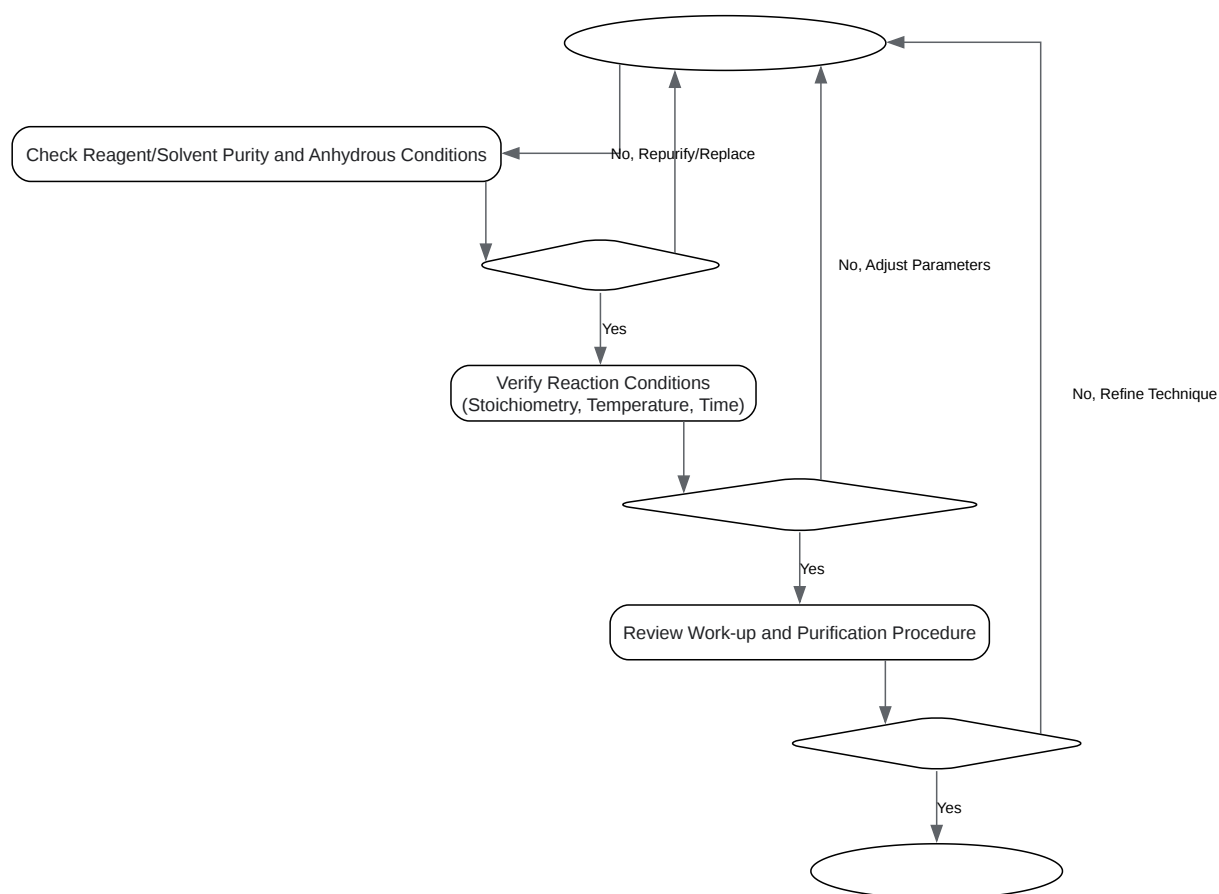 Check Reagent/Solvent Purity and Anhydrous Conditions
No, Repurify/Replace
No, Adjust Parameters
Yes
Verify Reaction Conditions
(Stoichiometry, Temperature, Time)
No, Refine Technique
Yes
Review Work-up and Purification Procedure
Yes